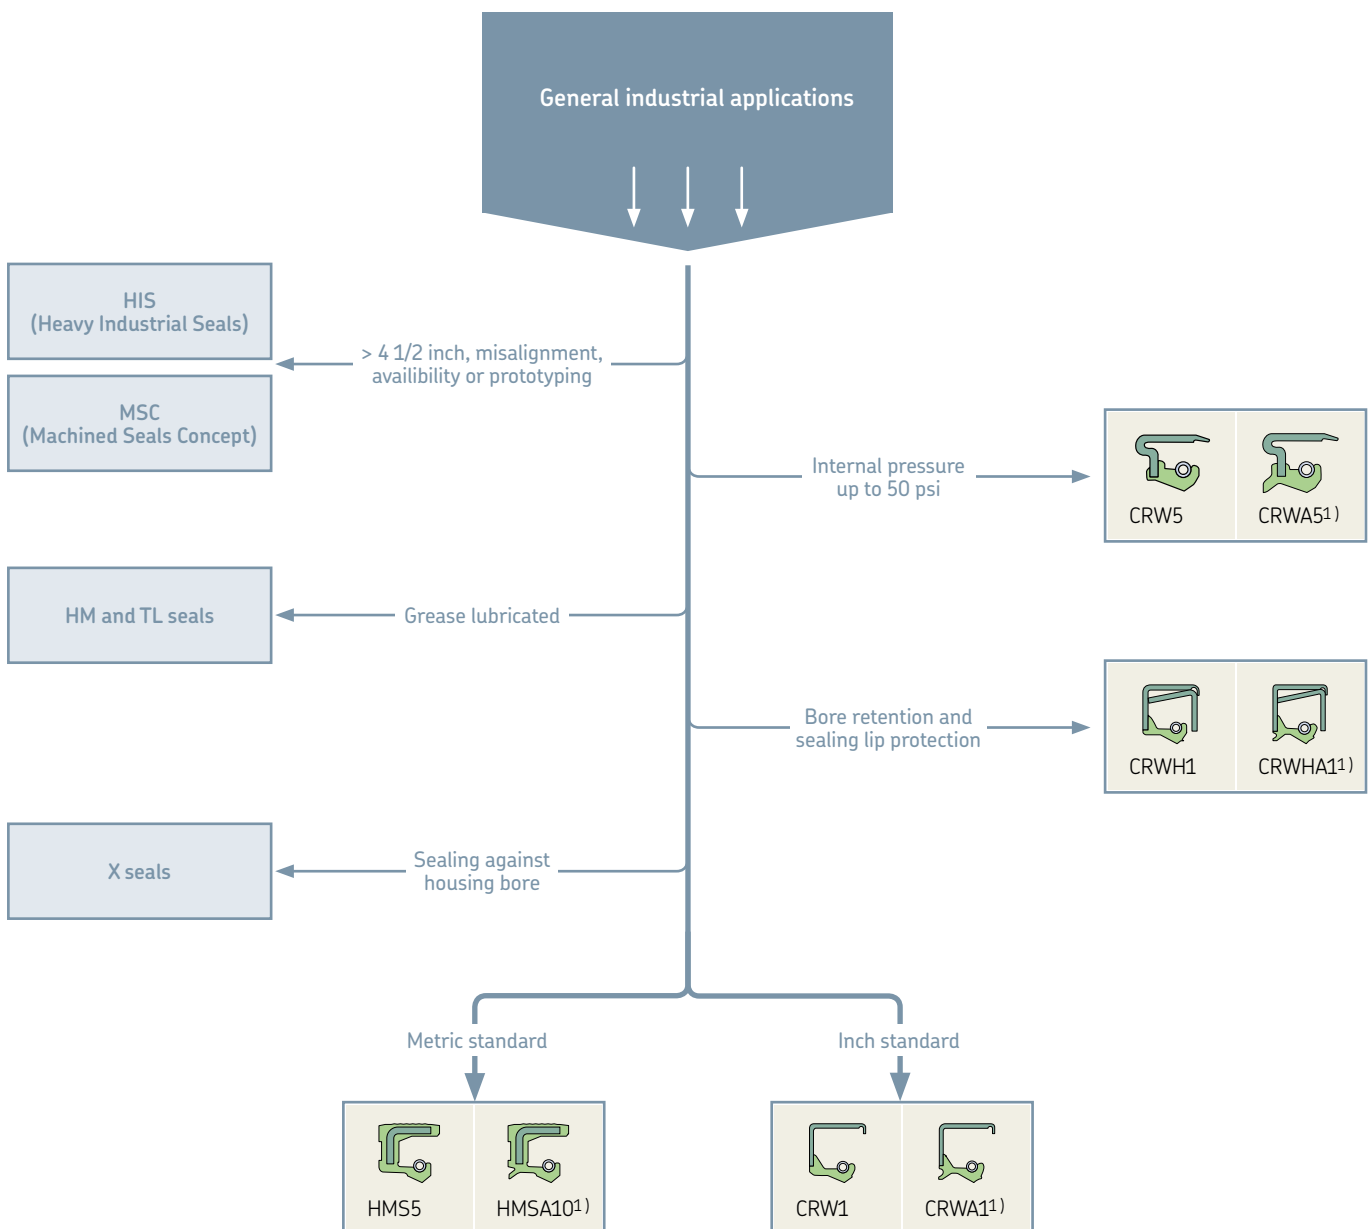 General industrial applications
HIS
(Heavy Industrial Seals)
> 4 1/2 inch, misalignment,
availibility or prototyping
MSC
(Machined Seals Concept)
Internal pressure
up to 50 psi
CRW5
CRWA51)
HM and TL seals
Grease lubricated
Bore retention and
sealing lip protection
CRWH1
CRWHA11)
X seals
Sealing against
housing bore
Metric standard
Inch standard
HMS5
HMSA101)
CRW1
CRWA11)